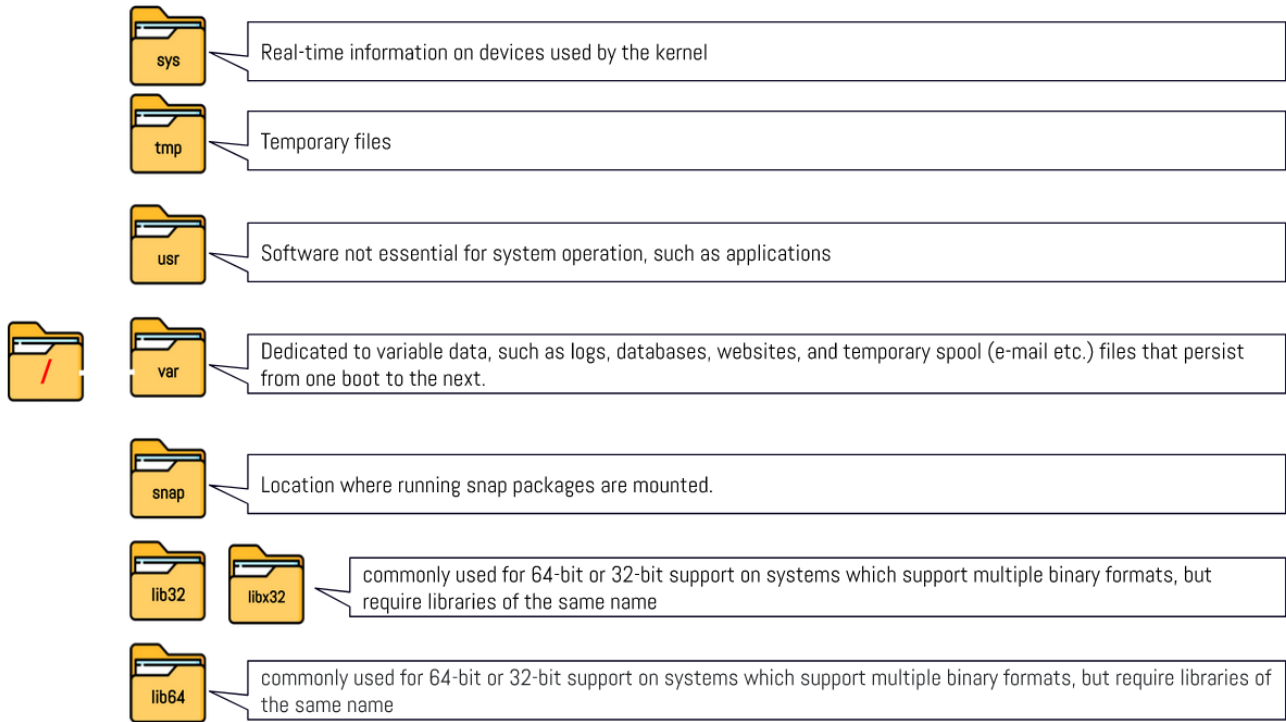 sys
Real-time information on devices used by the kernel
tmp
Temporary files
usr
Software not essential for system operation, such as applications
/
var
Dedicated to variable data, such as logs, databases, websites, and temporary spool (e-mail etc.) files that persist
from one boot to the next.
snap
Location where running snap packages are mounted.
lib32
libx32
commonly used for 64-bit or 32-bit support on systems which support multiple binary formats, but
require libraries of the same name
lib64
commonly used for 64-bit or 32-bit support on systems which support multiple binary formats, but require libraries of
the same name